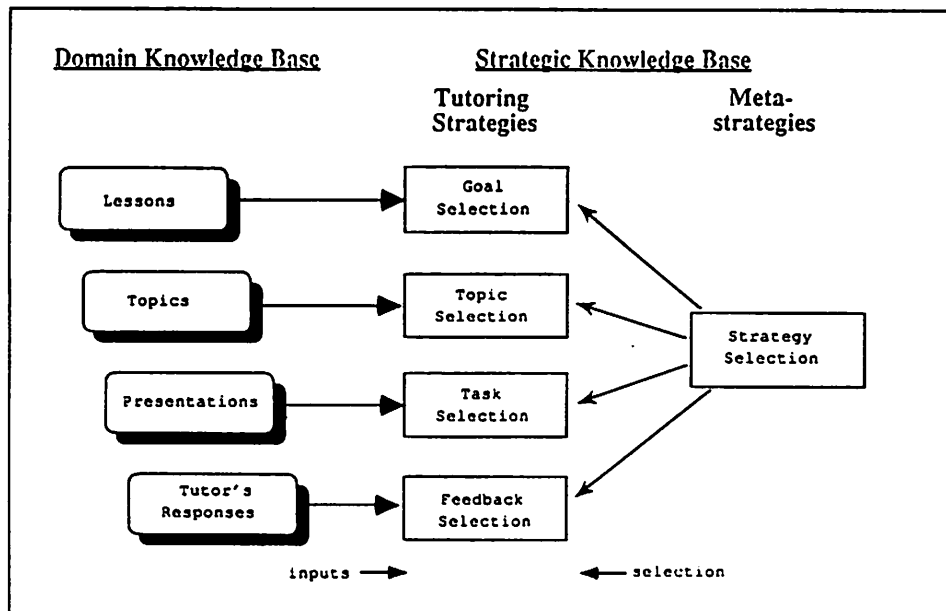 Domain Knowledge Base
Strategic Knowledge Base
Tutoring
Strategies
Meta-
strategies
Lessons
Goal
Selection
Topics
Topic
Selection
Strategy
Selection
Presentations
Task
Selection
Tutor's
Responses
Feedback
Selection
inputs
selection